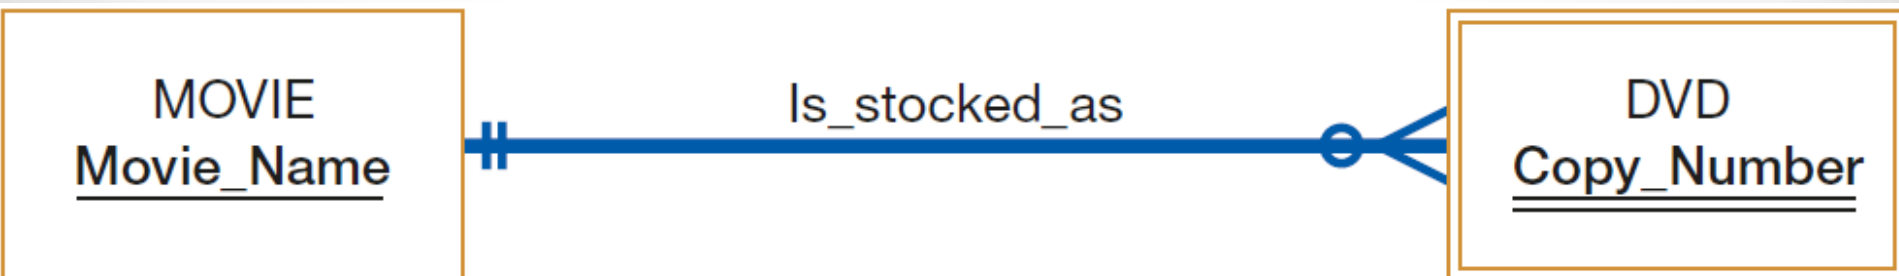 MOVIE
Movie_Name
Is_stocked_as
DVD
Copy_Number